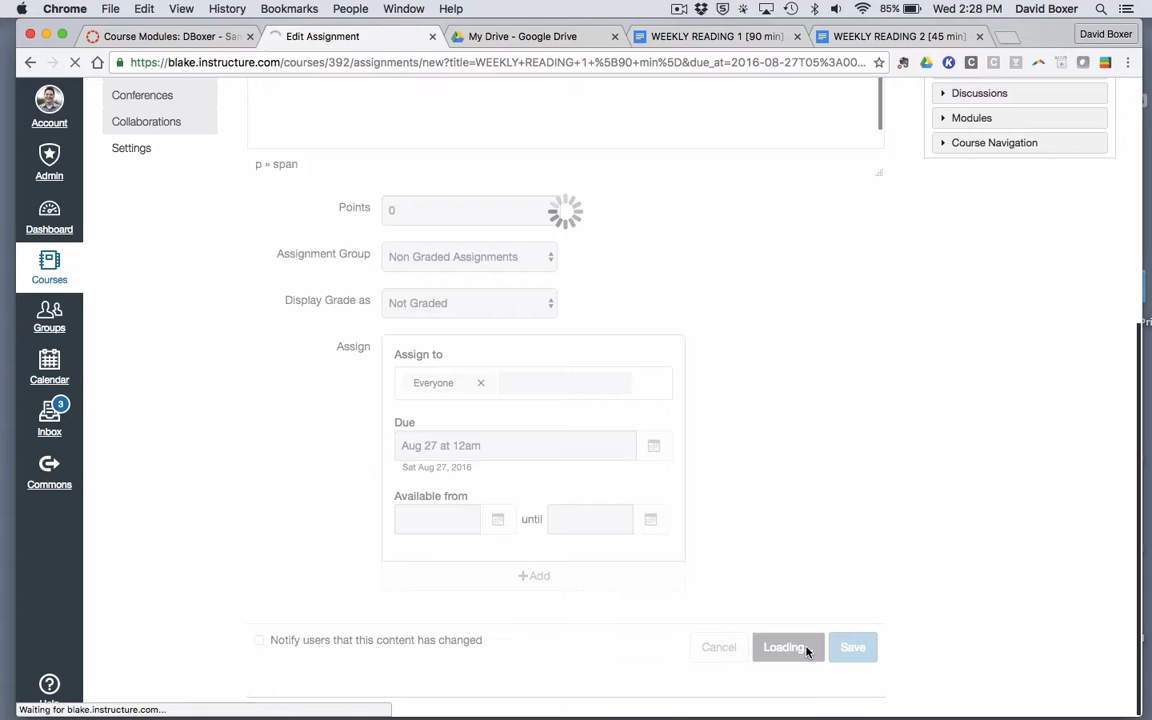 Chrome File Edit View History Bookmarks People Window Help 85% Wed 2:28 PM David Boxer
Course Modules: DBoxer - San
Edit Assignment
My Drive - Google Drive
WEEKLY READING 1 [90 min]
WEEKLY READING 2 [45 min]
David Boxer
https://blake.instructure.com/courses/392/assignments/new?title=WEEKLY+READING+1+%5B90+min%5D&due_at=2016-08-27T05%3A00...
Account
Admin
Dashboard
Courses
Groups
Calendar
3
Inbox
Commons
Conferences
Collaborations
Settings
Discussions
Modules
Course Navigation
p » span
Points 0
Assignment Group Non Graded Assignments
Display Grade as Not Graded
Assign
Assign to
Everyone
Due
Aug 27 at 12am
Sat Aug 27, 2016
Available from
until
+Add
Notify users that this content has changed
Cancel Loading... Save
Waiting for blake.instructure.com...